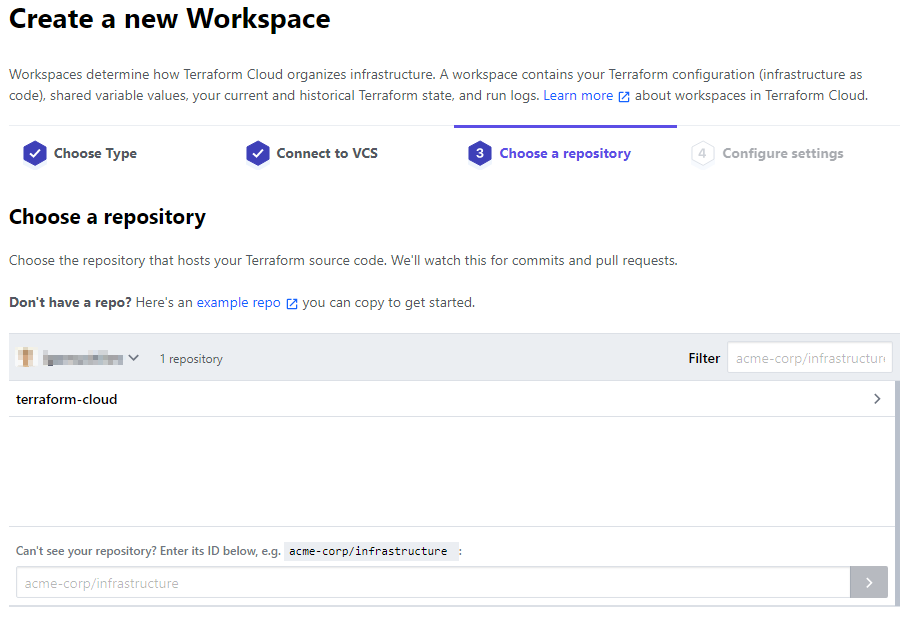 Create a new Workspace
Workspaces determine how Terraform Cloud organizes infrastructure. A workspace contains your Terraform configuration (infrastructure as
code), shared variable values, your current and historical Terraform state, and run logs. Learn more about workspaces in Terraform Cloud.
Choose Type
Connect to VCS
3 Choose a repository
4 Configure settings
Choose a repository
Choose the repository that hosts your Terraform source code. We'll watch this for commits and pull requests.
Don't have a repo? Here's an example repo you can copy to get started.
1 repository
Filter acme-corp/infrastructure
terraform-cloud
Can't see your repository? Enter its ID below, e.g. acme-corp/infrastructure :
acme-corp/infrastructure